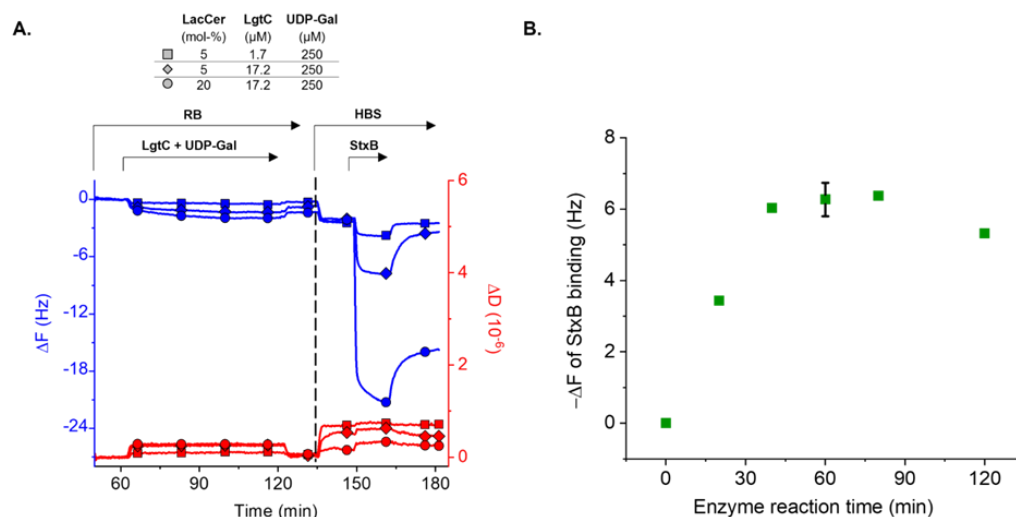 A.
LacCer LgtC UDP-Gal
(mol-%) (µM) (µM)
5 1.7 250
5 17.2 250
20 17.2 250
RB HBS
LgtC + UDP-Gal StxB
0
-6
-12
-18
-24
ΔF (Hz)
6
4
2
0
ΔD (10-6)
60 90 120 150 180
Time (min)
B.
8
6
4
2
0
−ΔF of StxB binding (Hz)
0 30 60 90 120
Enzyme reaction time (min)